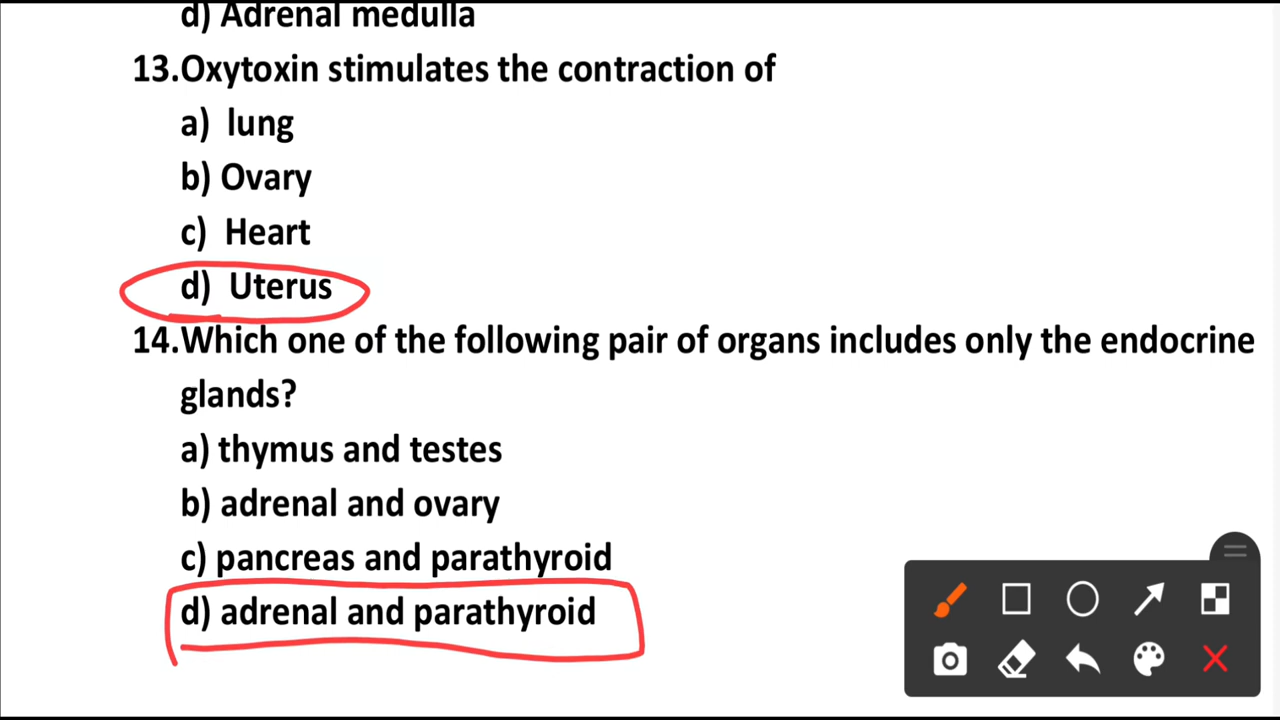 d) Adrenal medulla
13.Oxytoxin stimulates the contraction of
a) lung
b) Ovary
c) Heart
d) Uterus
14.Which one of the following pair of organs includes only the endocrine
glands?
a) thymus and testes
b) adrenal and ovary
c) pancreas and parathyroid
d) adrenal and parathyroid